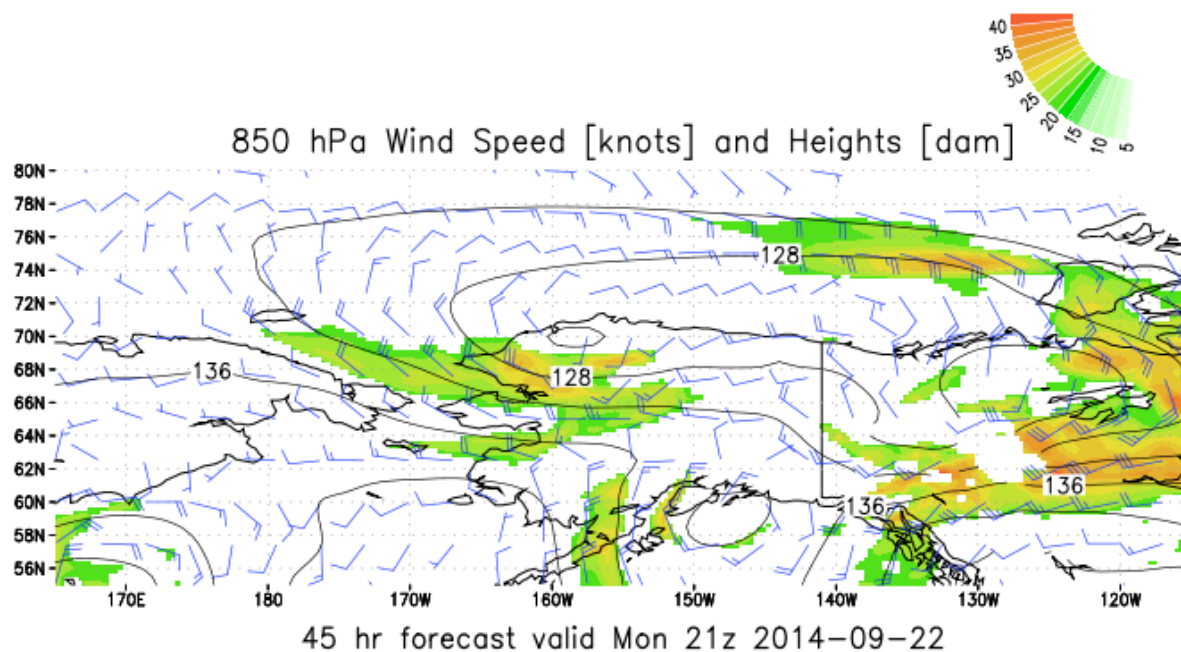 40
35
30
25
20
15
10
5
850 hPa Wind Speed [knots] and Heights [dam]
80N
78N
76N
74N
128
72N
70N
68N
136
128
66N
64N
62N
136
60N
136
58N
56N
170E 180 170W 160W 150W 140W 130W 120W
45 hr forecast valid Mon 21z 2014-09-22